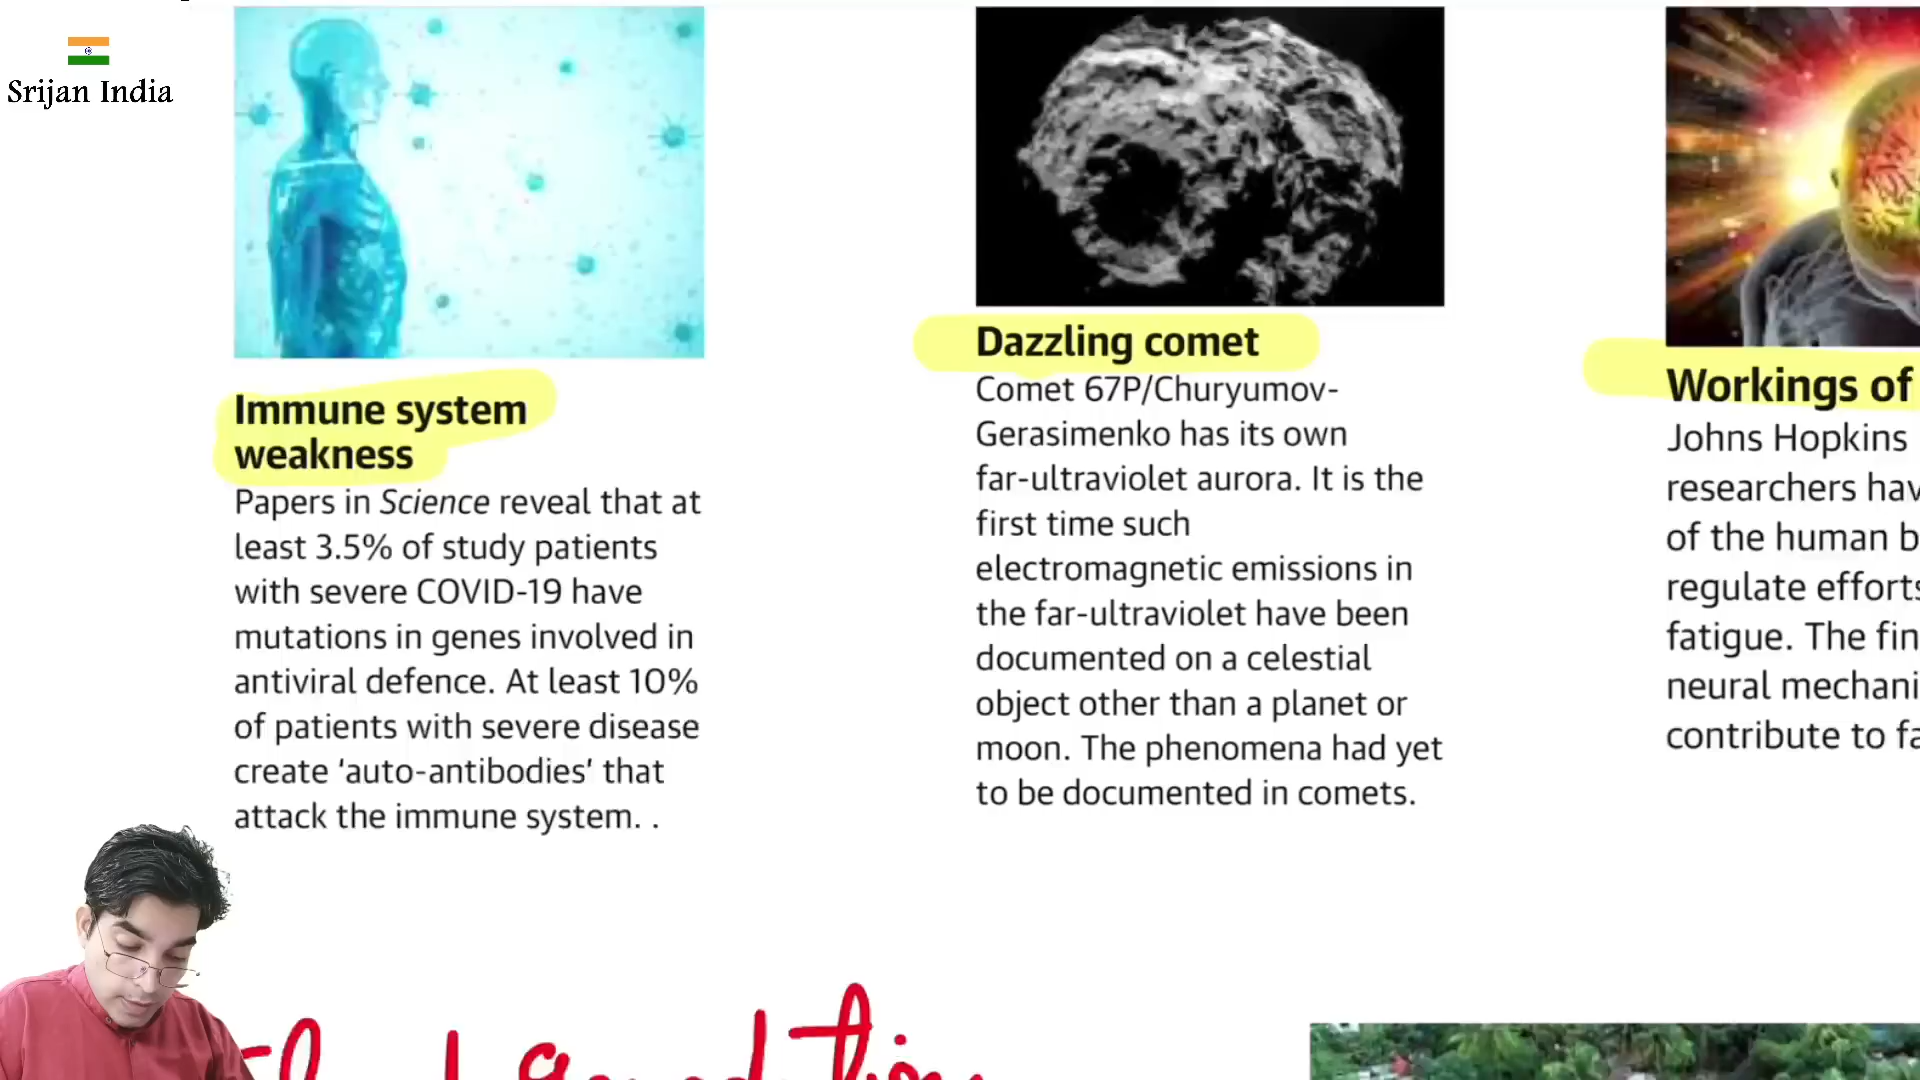 Srijan India
Immune system
weakness
Papers in Science reveal that at
least 3.5% of study patients
with severe COVID-19 have
mutations in genes involved in
antiviral defence. At least 10%
of patients with severe disease
create ‘auto-antibodies’ that
attack the immune system. .
Dazzling comet
Comet 67P/Churyumov-
Gerasimenko has its own
far-ultraviolet aurora. It is the
first time such
electromagnetic emissions in
the far-ultraviolet have been
documented on a celestial
object other than a planet or
moon. The phenomena had yet
to be documented in comets.
Workings of
Johns Hopkins
researchers
of the human
regulate
fatigue. The
neural
contribute to